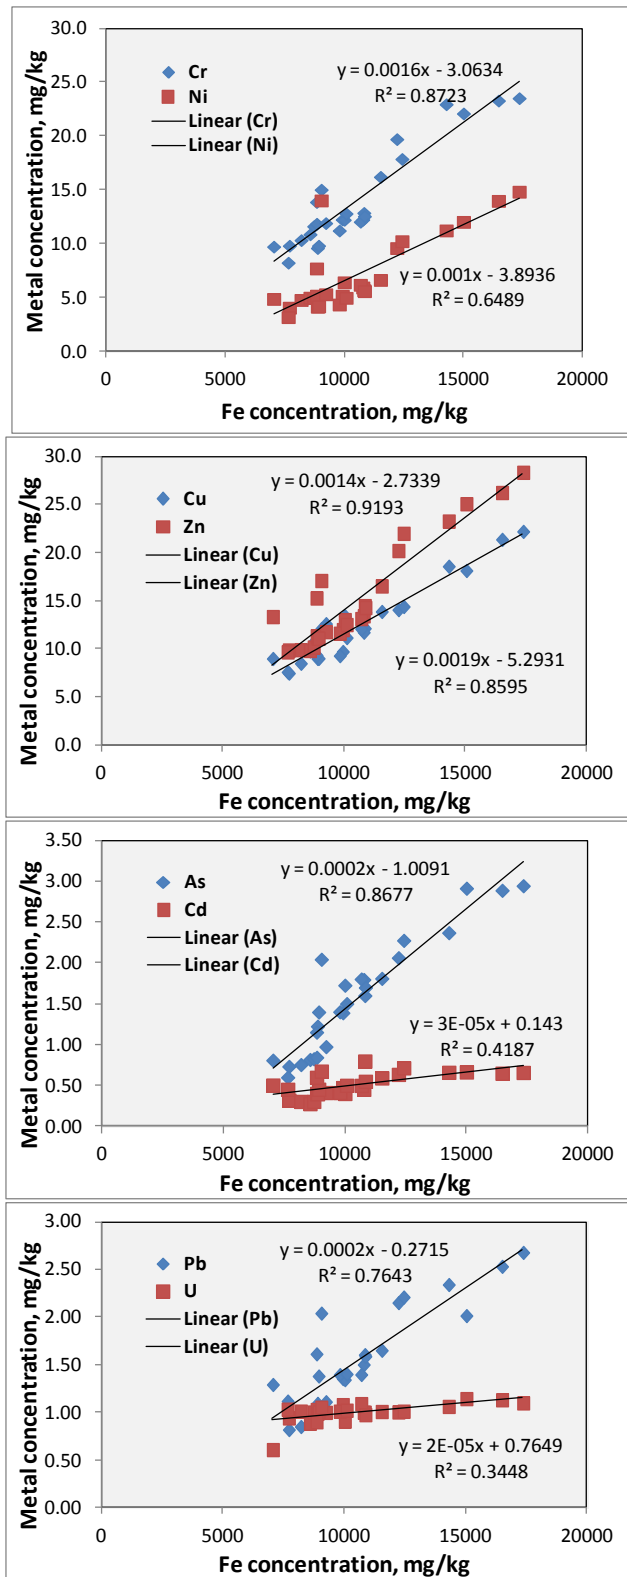 30.0
25.0
20.0
15.0
10.0
5.0
0.0
Metal concentration, mg/kg
Cr
Ni
Linear (Cr)
Linear (Ni)
y = 0.0016x - 3.0634
R² = 0.8723
y = 0.001x - 3.8936
R² = 0.6489
0 5000 10000 15000 20000
Fe concentration, mg/kg
30.0
25.0
20.0
15.0
10.0
5.0
0.0
Metal concentration, mg/kg
Cu
Zn
Linear (Cu)
Linear (Zn)
y = 0.0014x - 2.7339
R² = 0.9193
y = 0.0019x - 5.2931
R² = 0.8595
0 5000 10000 15000 20000
Fe concentration, mg/kg
3.50
3.00
2.50
2.00
1.50
1.00
0.50
0.00
Metal concentration, mg/kg
As
Cd
Linear (As)
Linear (Cd)
y = 0.0002x - 1.0091
R² = 0.8677
y = 3E-05x + 0.143
R² = 0.4187
0 5000 10000 15000 20000
Fe concentration, mg/kg
3.00
2.50
2.00
1.50
1.00
0.50
0.00
Metal concentration, mg/kg
Pb
U
Linear (Pb)
Linear (U)
y = 0.0002x - 0.2715
R² = 0.7643
y = 2E-05x + 0.7649
R² = 0.3448
0 5000 10000 15000 20000
Fe concentration, mg/kg